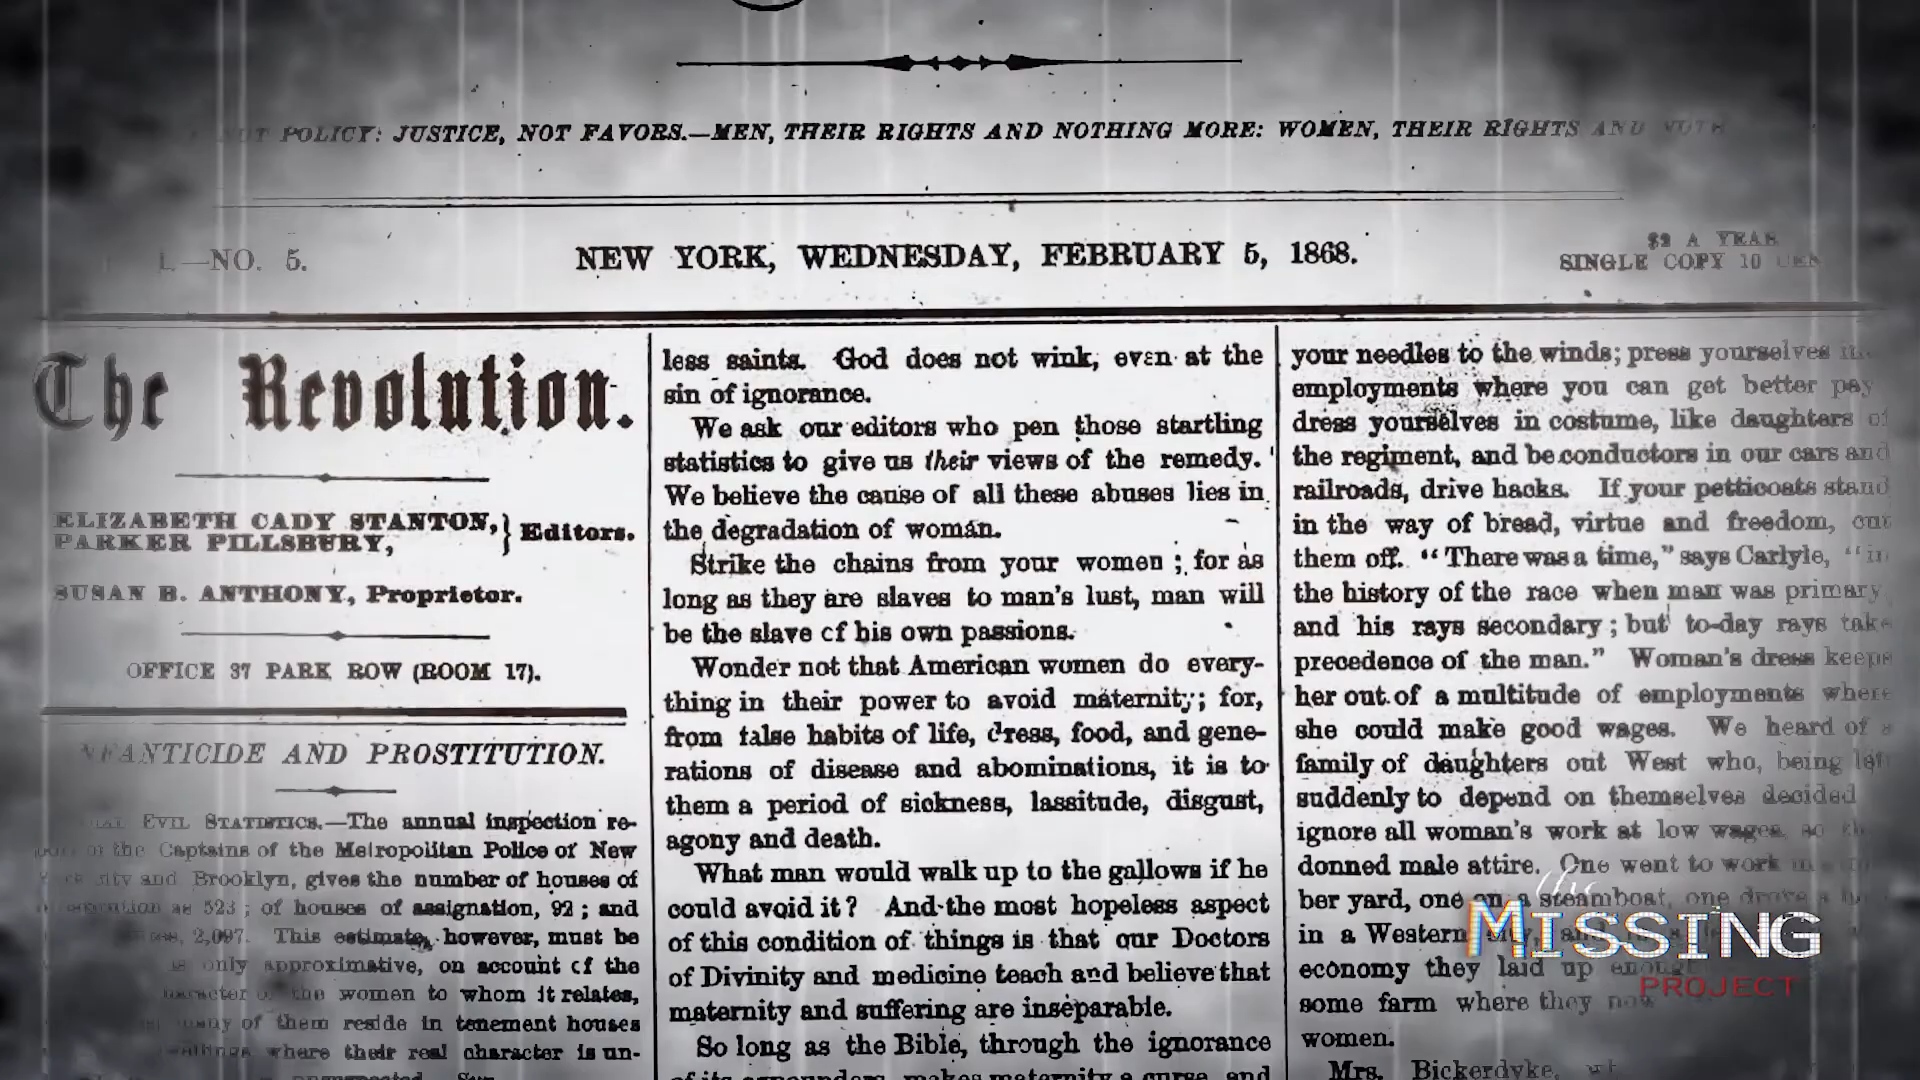 NOT POLICY: JUSTICE, NOT FAVORS.—MEN, THEIR RIGHTS AND NOTHING MORE: WOMEN, THEIR RIGHTS AND
NO. 5.
NEW YORK, WEDNESDAY, FEBRUARY 5, 1868.
$2 A YEAR
SINGLE COPY 10
The Revolution.
ELIZABETH CADY STANTON, } Editors.
PARKER PILLSBURY,
SUSAN B. ANTHONY, Proprietor.
OFFICE 37 PARK ROW (ROOM 17).
INFANTICIDE AND PROSTITUTION.
EVIL STATISTICS.—The annual inspection re-
of the Captains of the Metropolitan Police of New
and Brooklyn, gives the number of houses of
as 523; of houses of assignation, 92; and
2,097. This estimate, however, must be
only approximative, on account of the
the women to whom it relates,
many of them reside in tenement houses
where their real character is un-
less saints. God does not wink, even at the
sin of ignorance.
We ask our editors who pen those startling
statistics to give us their views of the remedy.
We believe the cause of all these abuses lies in
the degradation of woman.
Strike the chains from your women; for as
long as they are slaves to man's lust, man will
be the slave of his own passions.
Wonder not that American women do every-
thing in their power to avoid maternity; for,
from false habits of life, dress, food, and gene-
rations of disease and abominations, it is to
them a period of sickness, lassitude, disgust,
agony and death.
What man would walk up to the gallows if he
could avoid it? And the most hopeless aspect
of this condition of things is that our Doctors
of Divinity and medicine teach and believe that
maternity and suffering are inseparable.
So long as the Bible, through the ignorance
of its expounders, makes maternity a curse, and
your needles to the winds; press yourselves
employments where you can get better pay
dress yourselves in costume, like daughters of
the regiment, and be conductors in our cars and
railroads, drive hacks. If your petticoats stand
in the way of bread, virtue and freedom, cut
them off. "There was a time," says Carlyle, "in
the history of the race when man was primary
and his rays secondary; but to-day rays take
precedence of the man." Woman's dress keeps
her out of a multitude of employments where
she could make good wages. We heard of a
family of daughters out West who, being left
suddenly to depend on themselves decided
ignore all woman's work at low wages, so
donned male attire. One went to work in
ber yard, one on a steamboat, one drove a
in a Western
economy they laid up enough
some farm where they now
women.
Mrs. Bickerdyke,
the
MISSING
PROJECT